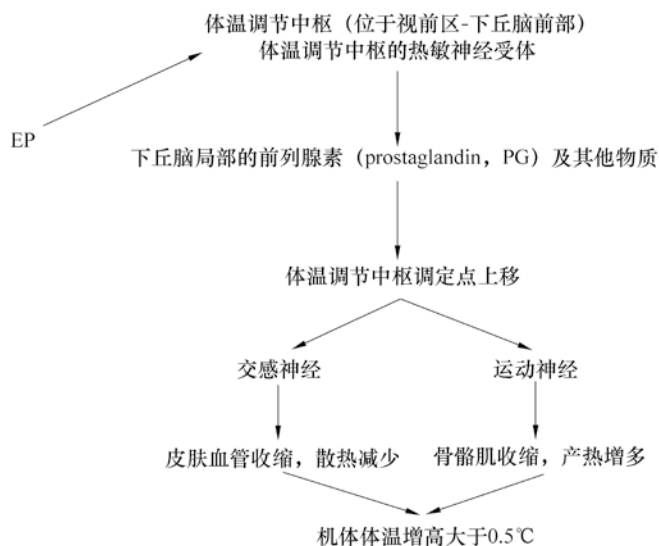 体温调节中枢（位于视前区-下丘脑前部）
体温调节中枢的热敏神经受体
EP
下丘脑局部的前列腺素（prostaglandin，PG）及其他物质
体温调节中枢调定点上移
交感神经
运动神经
皮肤血管收缩，散热减少
骨骼肌收缩，产热增多
机体体温增高大于0.5℃